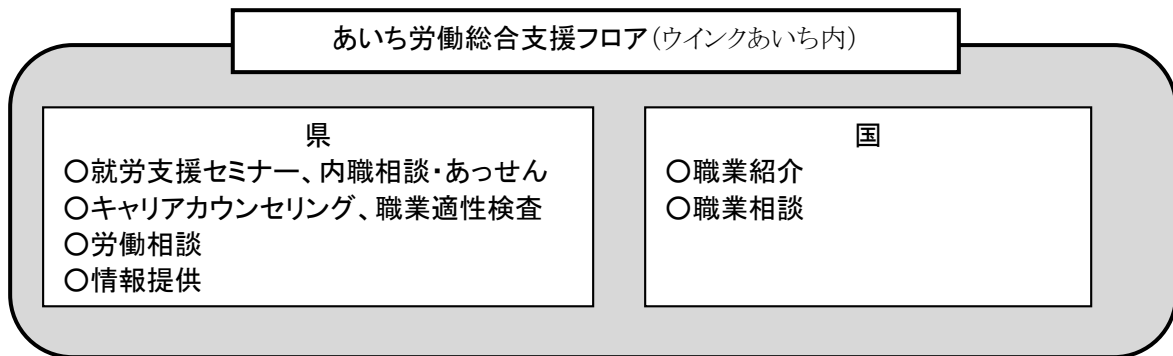 あいち労働総合支援フロア(ウインクあいち内)
県
○就労支援セミナー、内職相談・あっせん
○キャリアカウンセリング、職業適性検査
○労働相談
○情報提供
国
○職業紹介
○職業相談